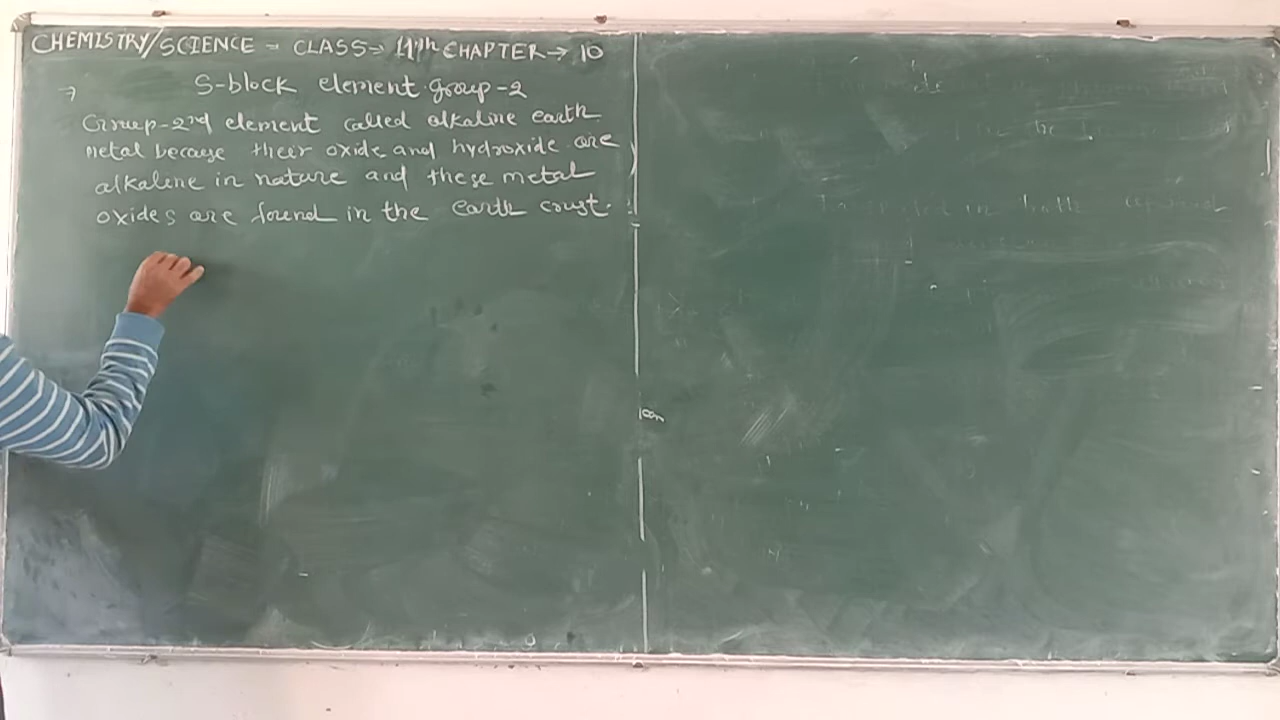 CHEMISTRY/SCIENCE = CLASS = 11th CHAPTER → 10
→ S-block element group-2
Group-2nd element called alkaline earth
metal because their oxide and hydroxide are
alkaline in nature and these metal
oxides are found in the earth crust.